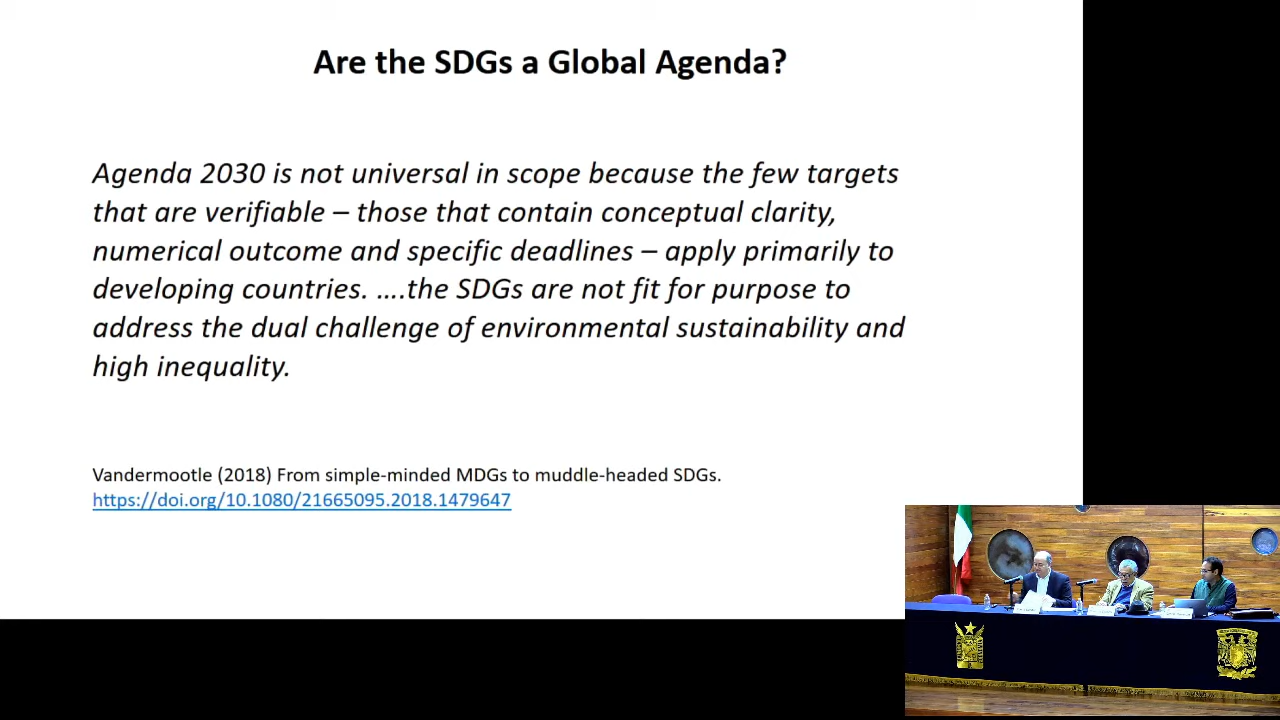 Are the SDGs a Global Agenda?
Agenda 2030 is not universal in scope because the few targets
that are verifiable – those that contain conceptual clarity,
numerical outcome and specific deadlines – apply primarily to
developing countries. ….the SDGs are not fit for purpose to
address the dual challenge of environmental sustainability and
high inequality.
Vandermootle (2018) From simple-minded MDGs to muddle-headed SDGs.
https://doi.org/10.1080/21665095.2018.1479647